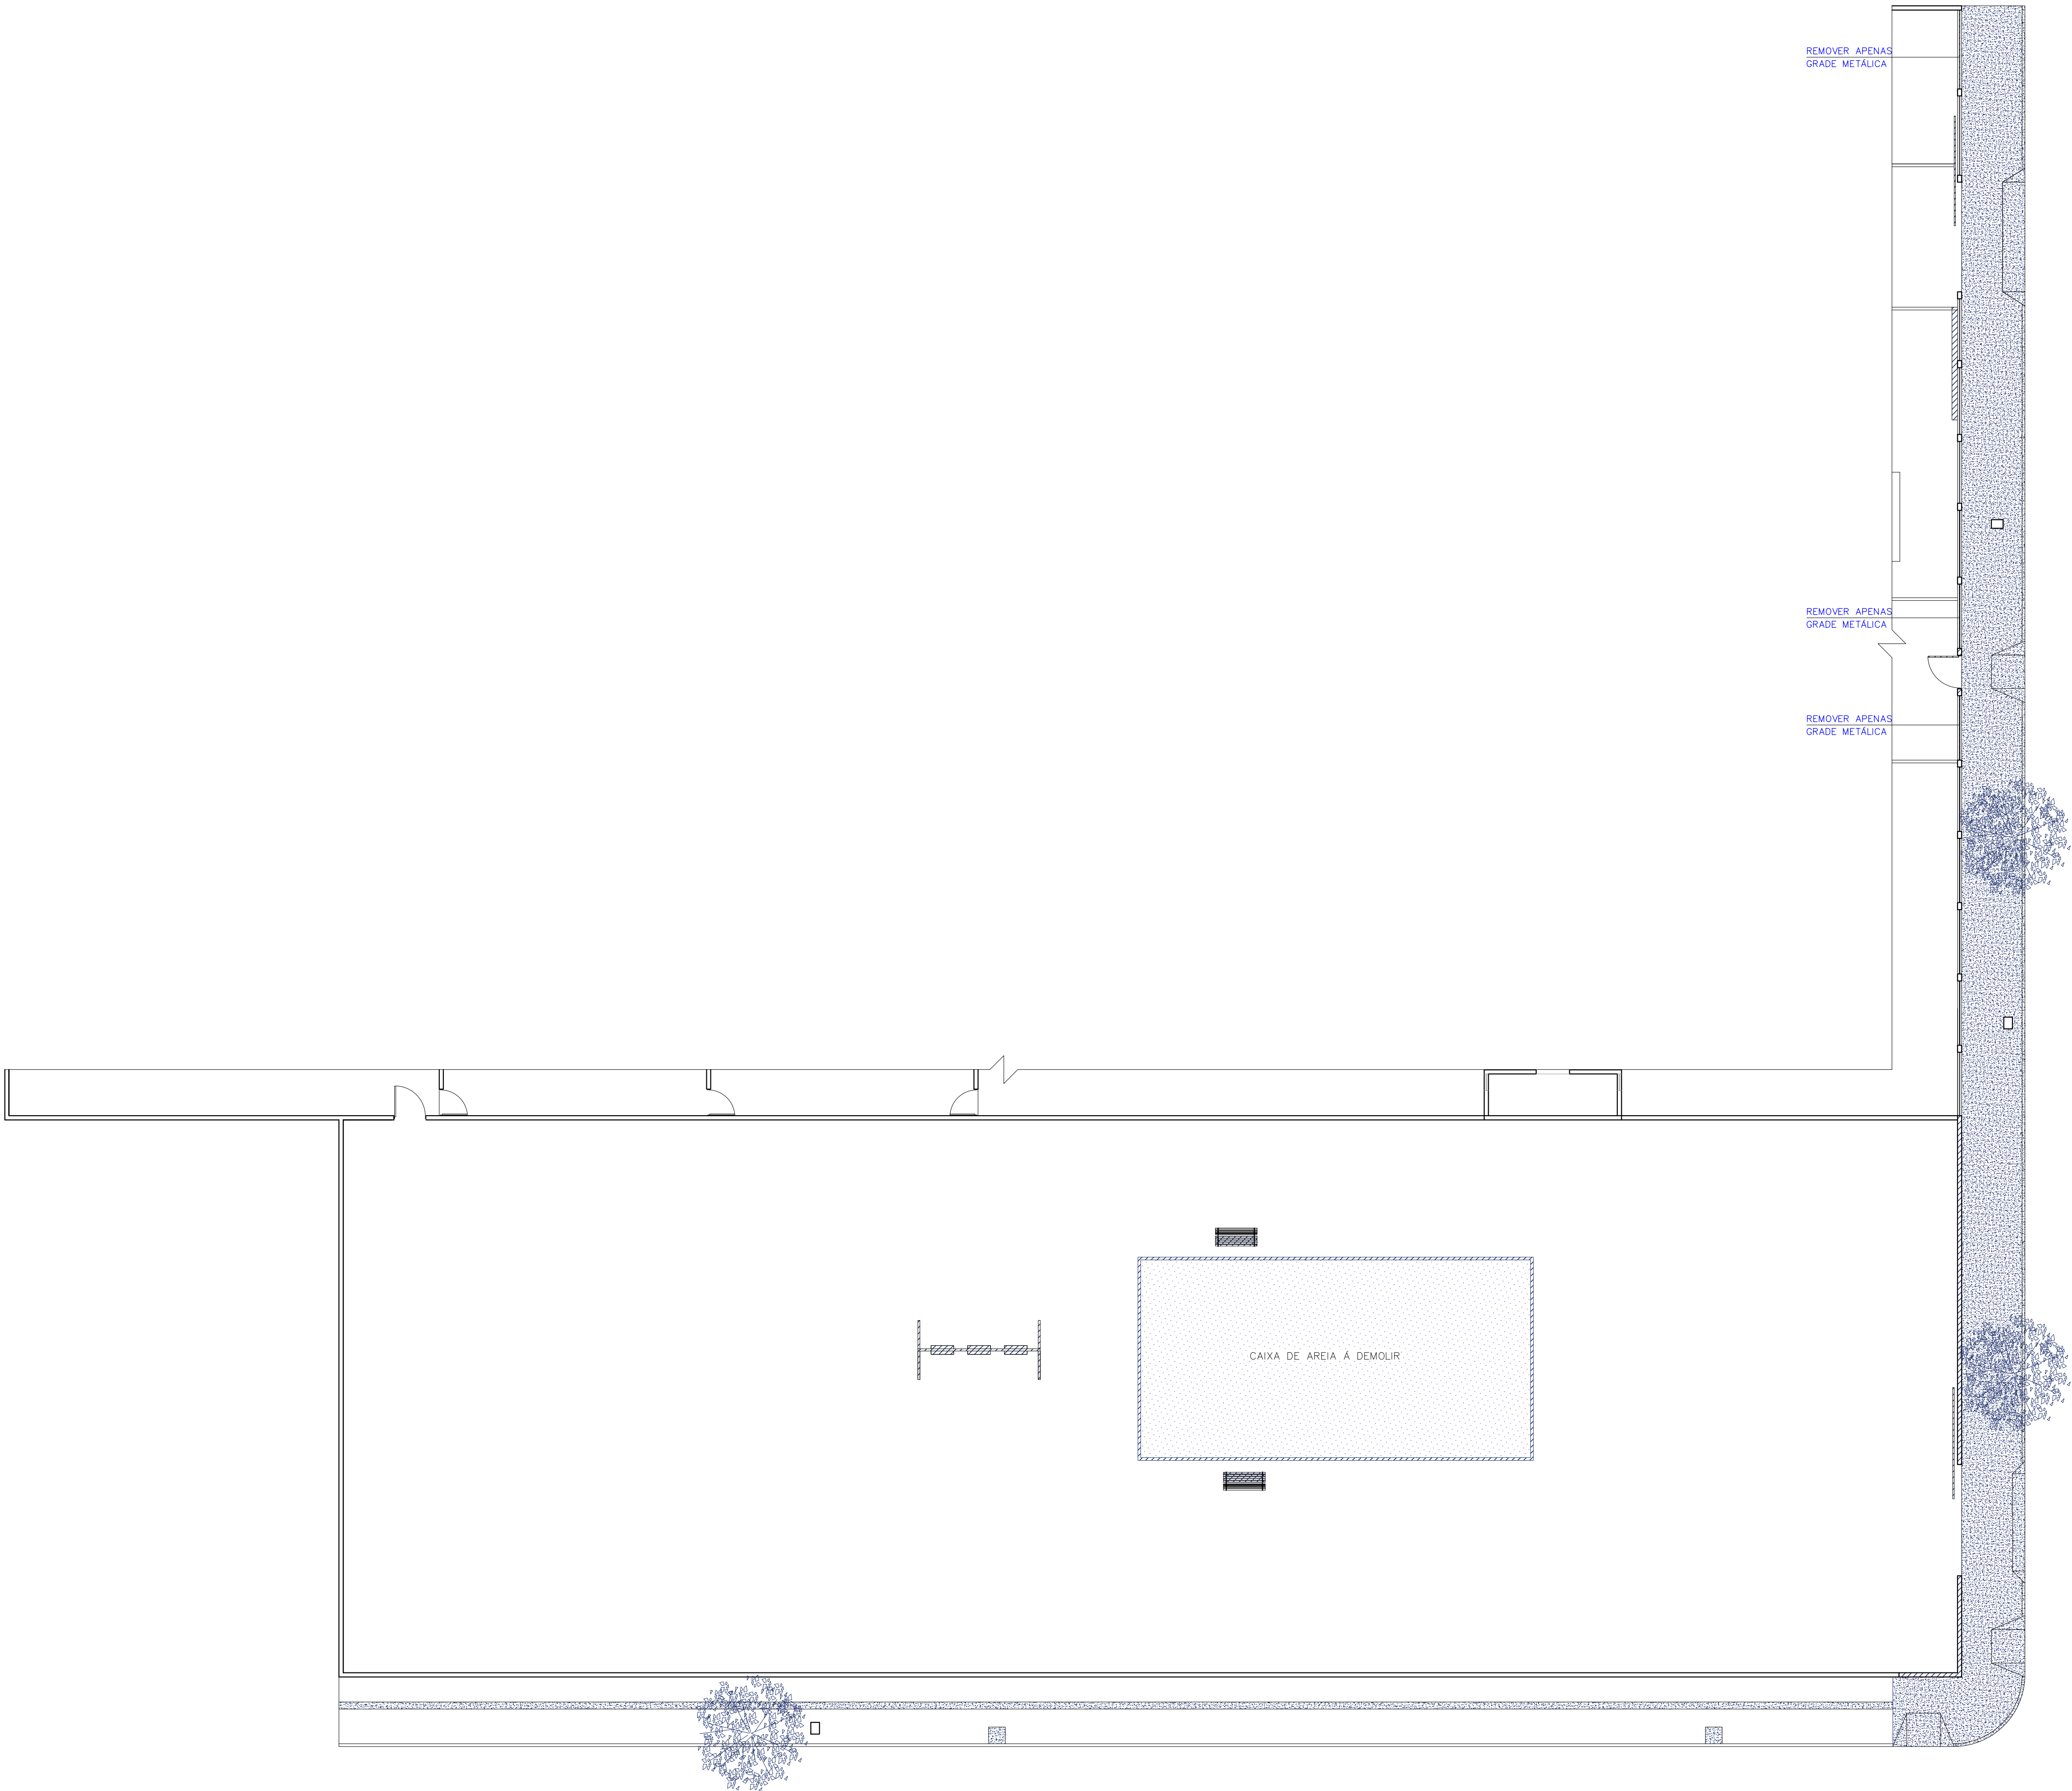 REMOVER APENAS
GRADE METÁLICA
REMOVER APENAS
GRADE METÁLICA
REMOVER APENAS
GRADE METÁLICA
CAIXA DE AREIA Á DEMOLIR